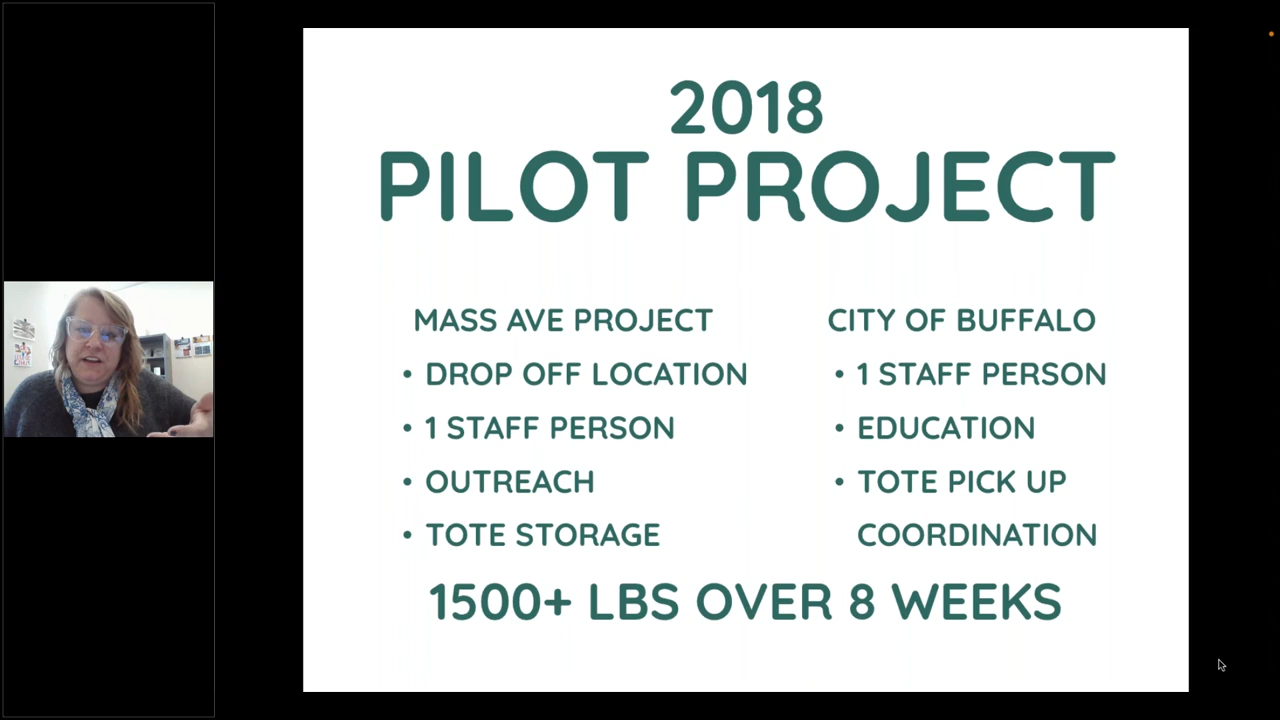 2018
PILOT PROJECT
MASS AVE PROJECT
• DROP OFF LOCATION
• 1 STAFF PERSON
• OUTREACH
• TOTE STORAGE
CITY OF BUFFALO
• 1 STAFF PERSON
• EDUCATION
• TOTE PICK UP
COORDINATION
1500+ LBS OVER 8 WEEKS